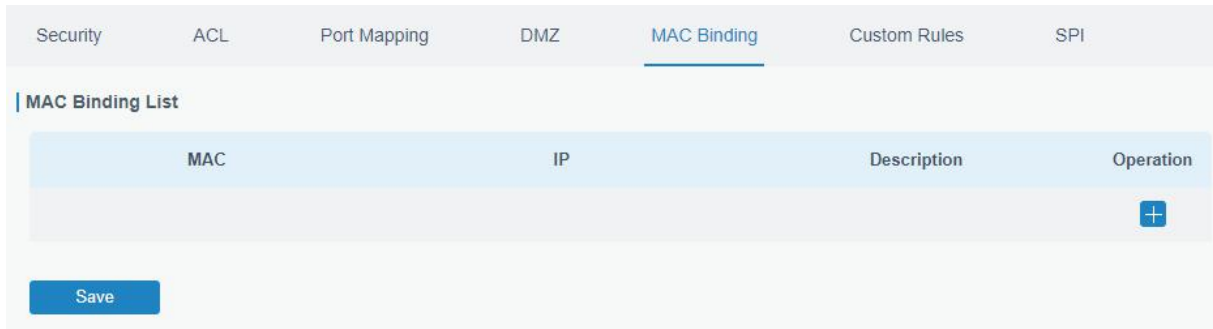 Security ACL Port Mapping DMZ MAC Binding Custom Rules SPI
MAC Binding List
MAC IP Description Operation
Save